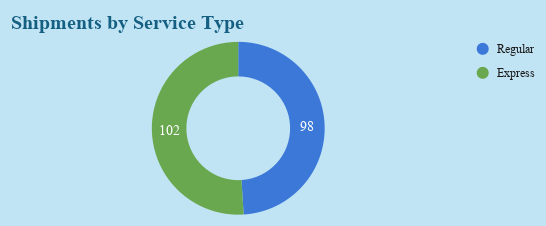 Shipments by Service Type
Regular
Express
102
98